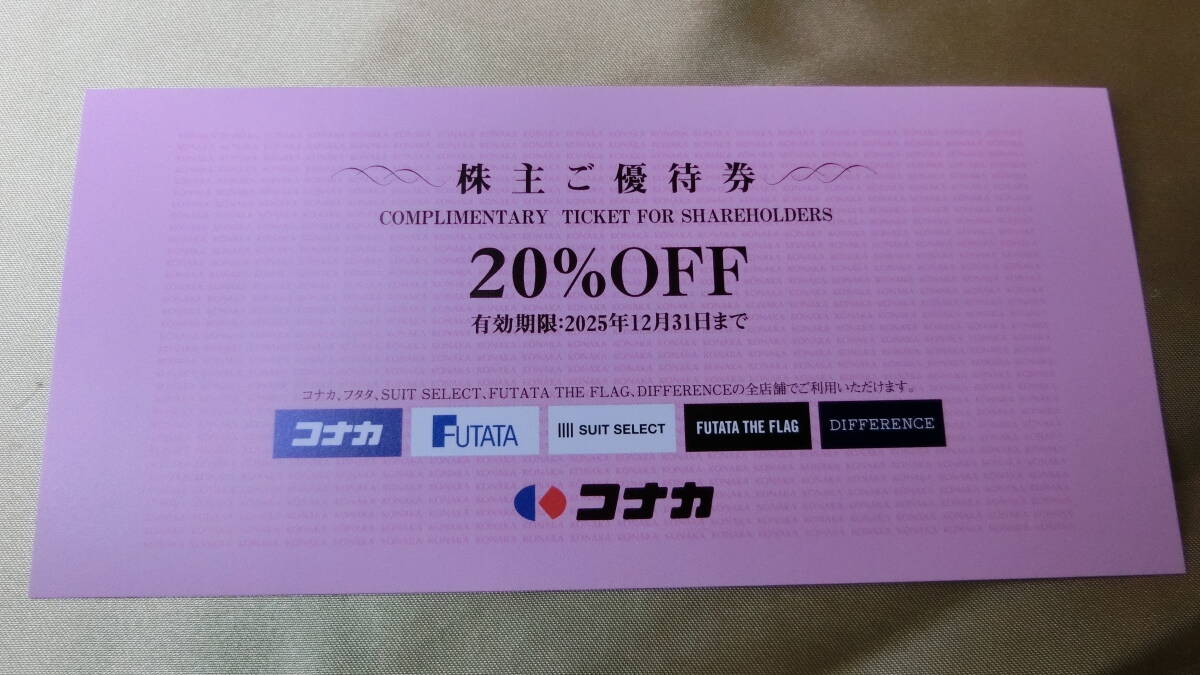 株主ご優待券
COMPLIMENTARY TICKET FOR SHAREHOLDERS
20%OFF
有効期限:2025年12月31日まで
コナカ、フタタ、SUIT SELECT、FUTATA THE FLAG、DIFFERENCEの全店舗でご利用いただけます。
コナカ FUTATA SUIT SELECT FUTATA THE FLAG DIFFERENCE
コナカ